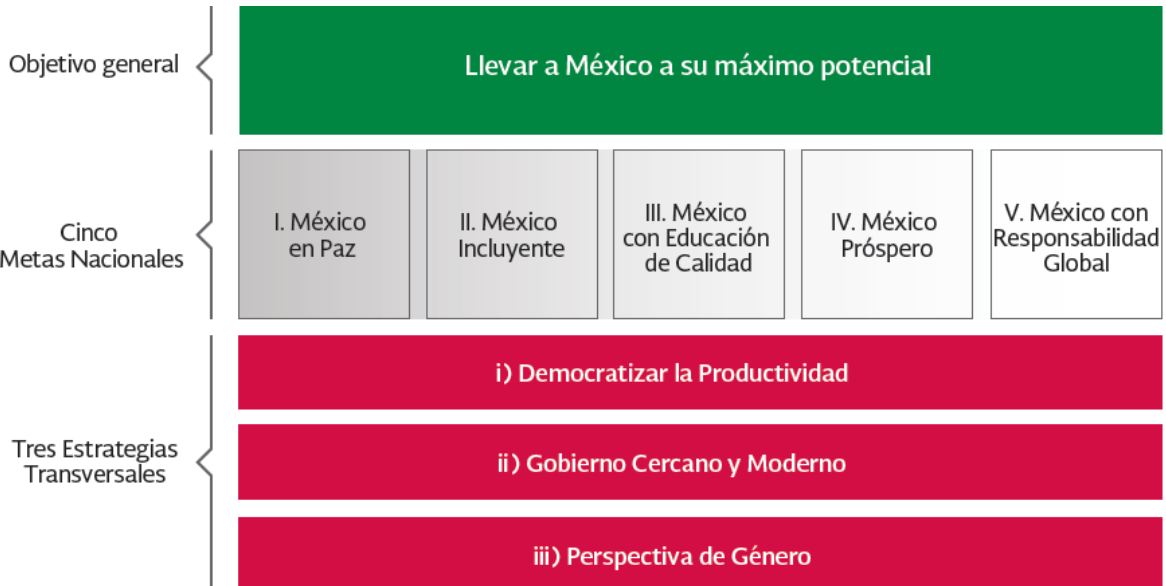 Objetivo general
Llevar a México a su máximo potencial
Cinco
Metas Nacionales
I. México
en Paz
II. México
Incluyente
III. México
con Educación
de Calidad
IV. México
Próspero
V. México con
Responsabilidad
Global
Tres Estrategias
Transversales
i) Democratizar la Productividad
ii) Gobierno Cercano y Moderno
iii) Perspectiva de Género